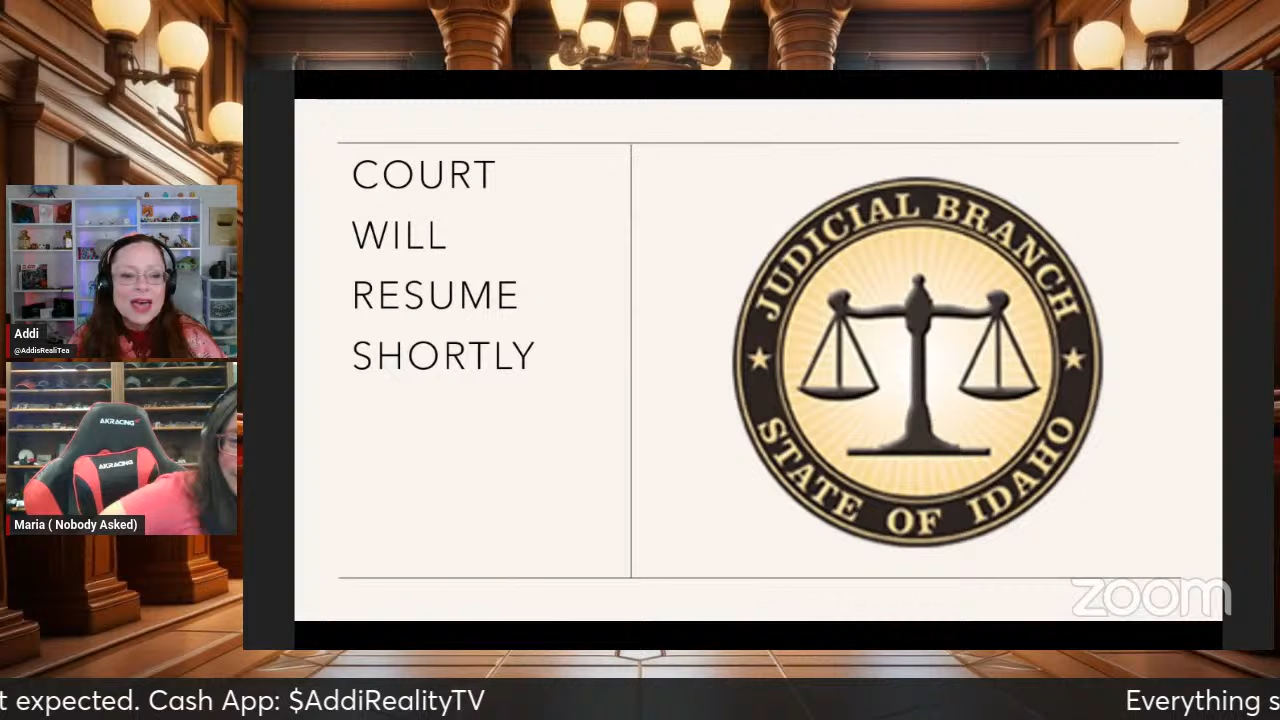 COURT
WILL
RESUME
SHORTLY
JUDICIAL BRANCH
STATE OF IDAHO
zoom
Addi
@AddisRealiTea
AKRACING
AKRACING
Maria ( Nobody Asked)
t expected. Cash App: $AddiRealityTV
Everything s